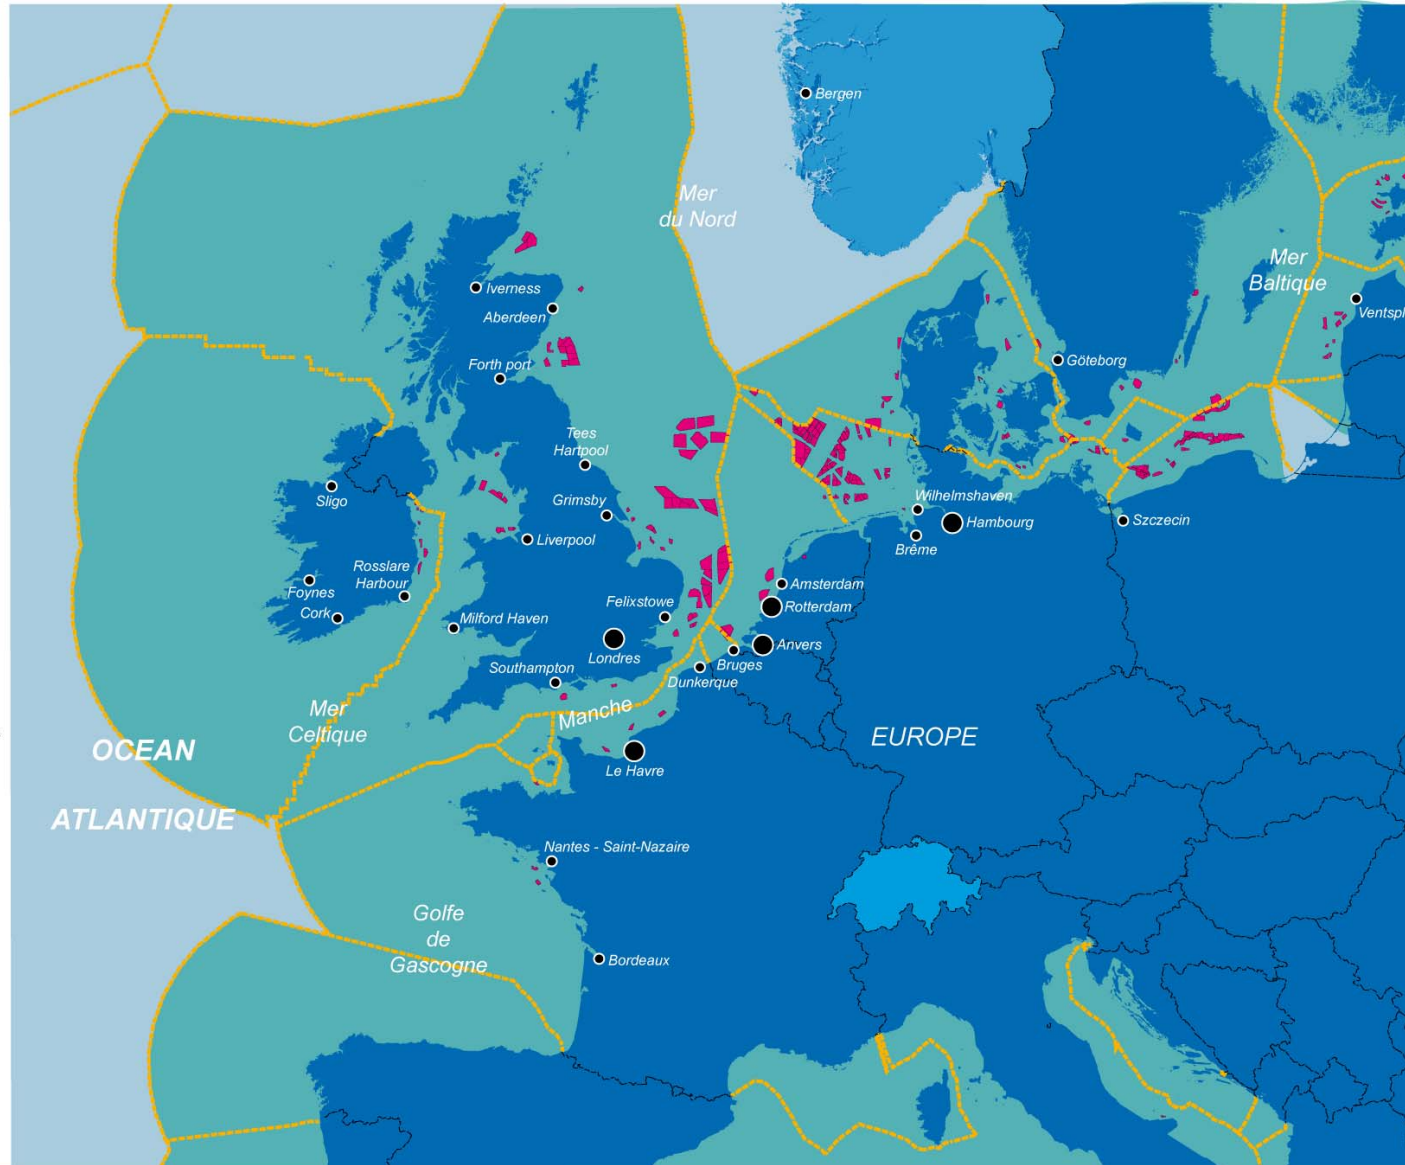 Bergen
Mer
du Nord
Mer
Baltique
Iverness
Aberdeen
Ventspl
Forth port
Göteborg
Tees
Hartpool
Sligo
Grimsby
Wilhelmshaven
Hambourg
Szczecin
Liverpool
Brême
Rosslare
Harbour
Foynes
Amsterdam
Felixstowe
Rotterdam
Cork
Milford Haven
Londres
Anvers
Bruges
Southampton
Dunkerque
Mer
Celtique
Manche
EUROPE
OCEAN
Le Havre
ATLANTIQUE
Nantes - Saint-Nazaire
Golfe
de
Gascogne
Bordeaux